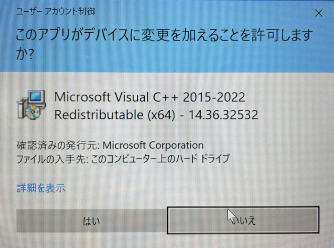 ユーザー アカウント制御
このアプリがデバイスに変更を加えることを許可します
か?
Microsoft Visual C++ 2015-2022
Redistributable (x64) - 14.36.32532
確認済みの発行元: Microsoft Corporation
ファイルの入手先: このコンピューター上のハード ドライブ
詳細を表示
はい
いいえ